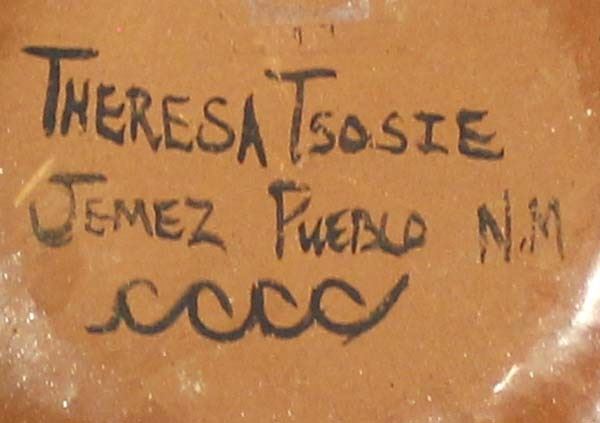 THERESA TSOSIE
JEMEZ PUEBLO N.M